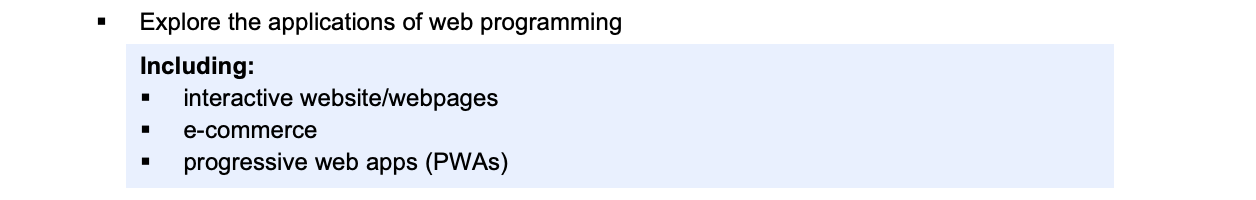 ▪ Explore the applications of web programming
Including:
▪ interactive website/webpages
▪ e-commerce
▪ progressive web apps (PWAs)